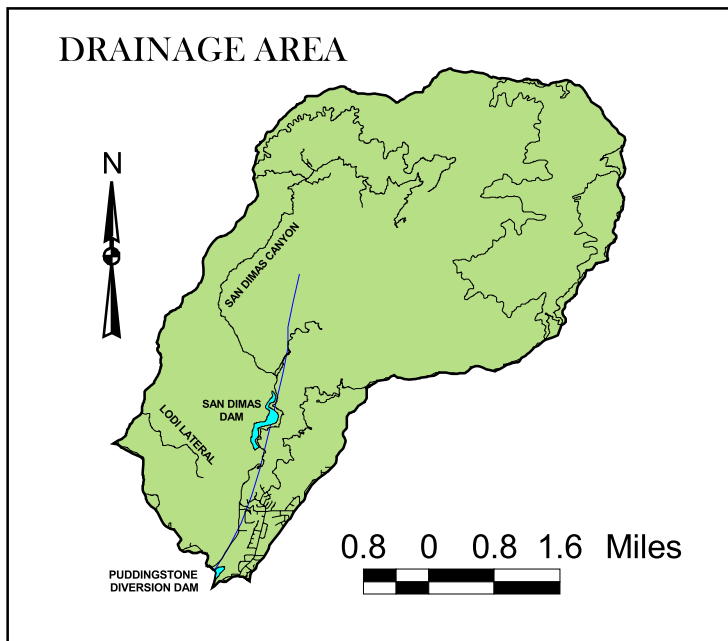 DRAINAGE AREA
N
SAN DIMAS CANYON
SAN DIMAS
DAM
LODI LATERAL
0.8 0 0.8 1.6 Miles
PUDDINGSTONE
DIVERSION DAM